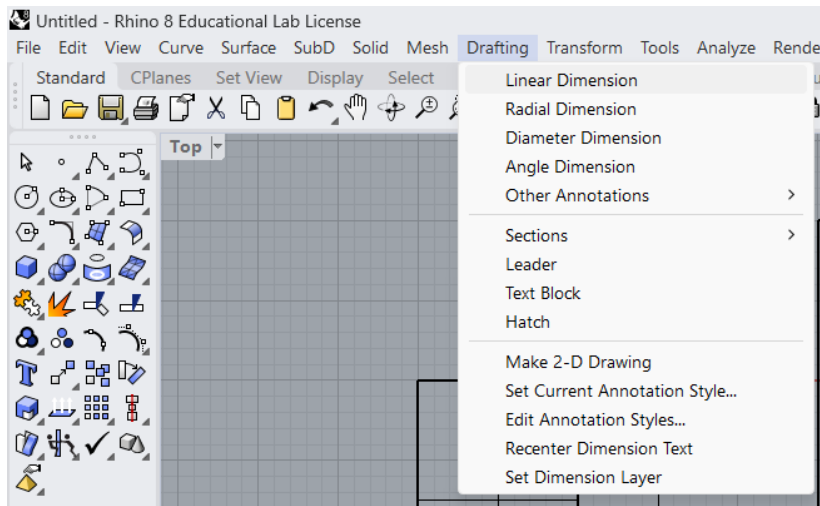 Untitled - Rhino 8 Educational Lab License
File Edit View Curve Surface SubD Solid Mesh Drafting Transform Tools Analyze Rende
Standard CPlanes Set View Display Select
Top
Linear Dimension
Radial Dimension
Diameter Dimension
Angle Dimension
Other Annotations
Sections
Leader
Text Block
Hatch
Make 2-D Drawing
Set Current Annotation Style...
Edit Annotation Styles...
Recenter Dimension Text
Set Dimension Layer